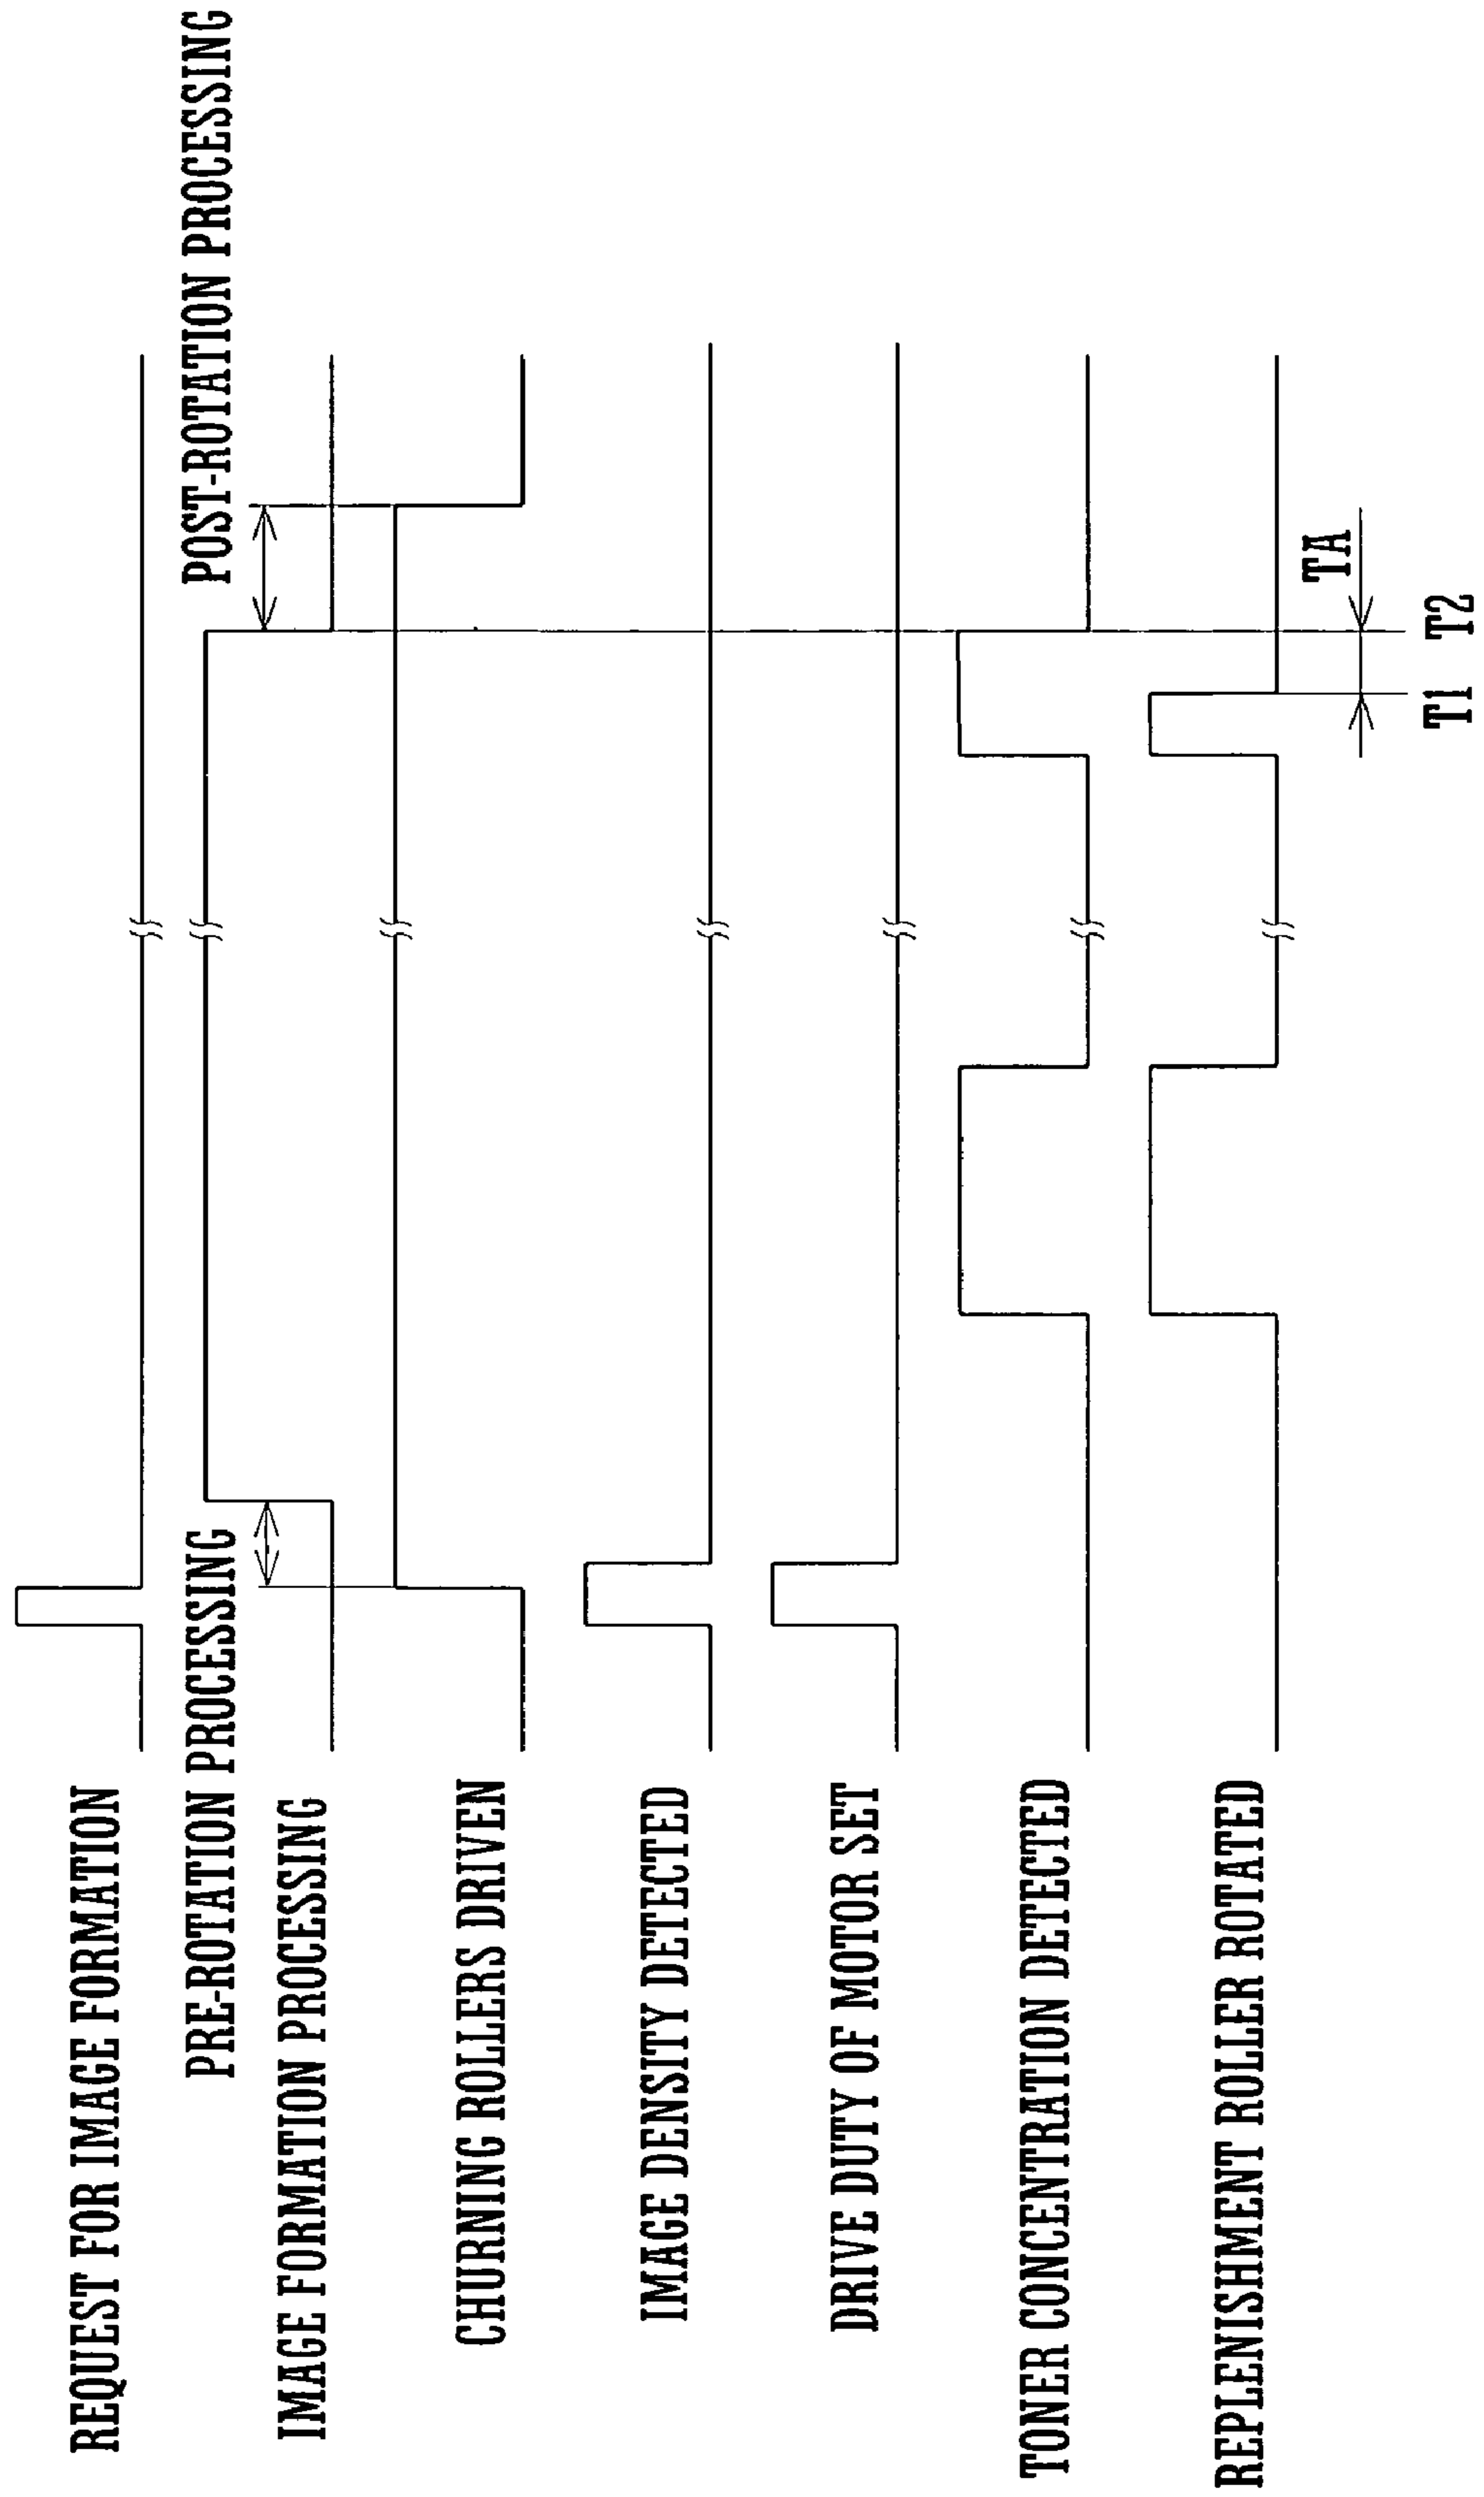 REQUEST FOR IMAGE FORMATION
PRE-ROTATION PROCESSING
POST-ROTATION PROCESSING
IMAGE FORMATION PROCESSING
CHURNING ROLLERS DRIVEN
IMAGE DENSITY DETECTED
DRIVE DUTY OF MOTOR SET
TONER CONCENTRATION DETECTED
REPLENISHMENT ROLLER ROTATED
TA
T1 T2